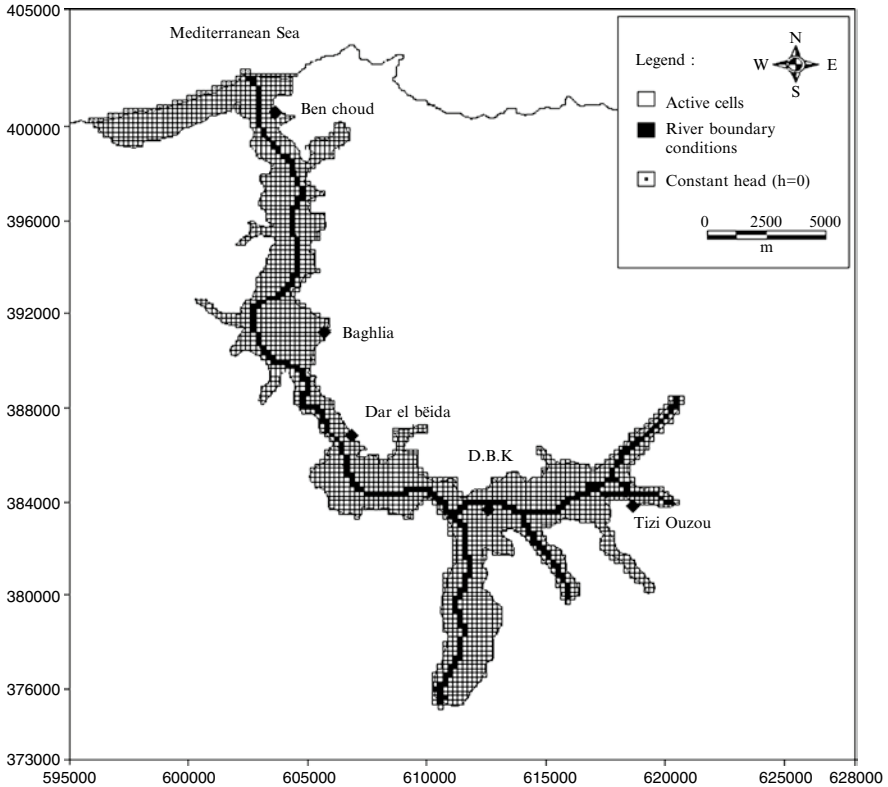 405000
Mediterranean Sea
N
W E
S
Legend :
Active cells
River boundary
conditions
Constant head (h=0)
0 2500 5000
m
Ben choud
400000
396000
392000
Baghlia
388000
Dar el bëida
D.B.K
384000
Tizi Ouzou
380000
376000
373000
595000 600000 605000 610000 615000 620000 625000 628000